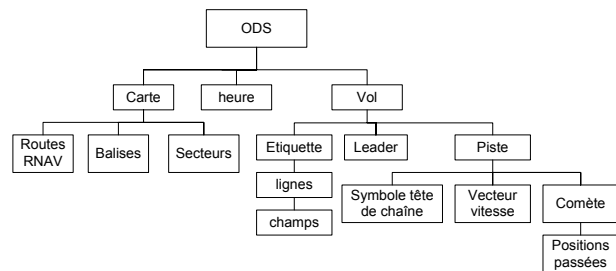 ODS
Carte
heure
Vol
Routes
RNAV
Balises
Secteurs
Etiquette
Leader
Piste
lignes
champs
Symbole tête
de chaîne
Vecteur
vitesse
Comète
Positions
passées